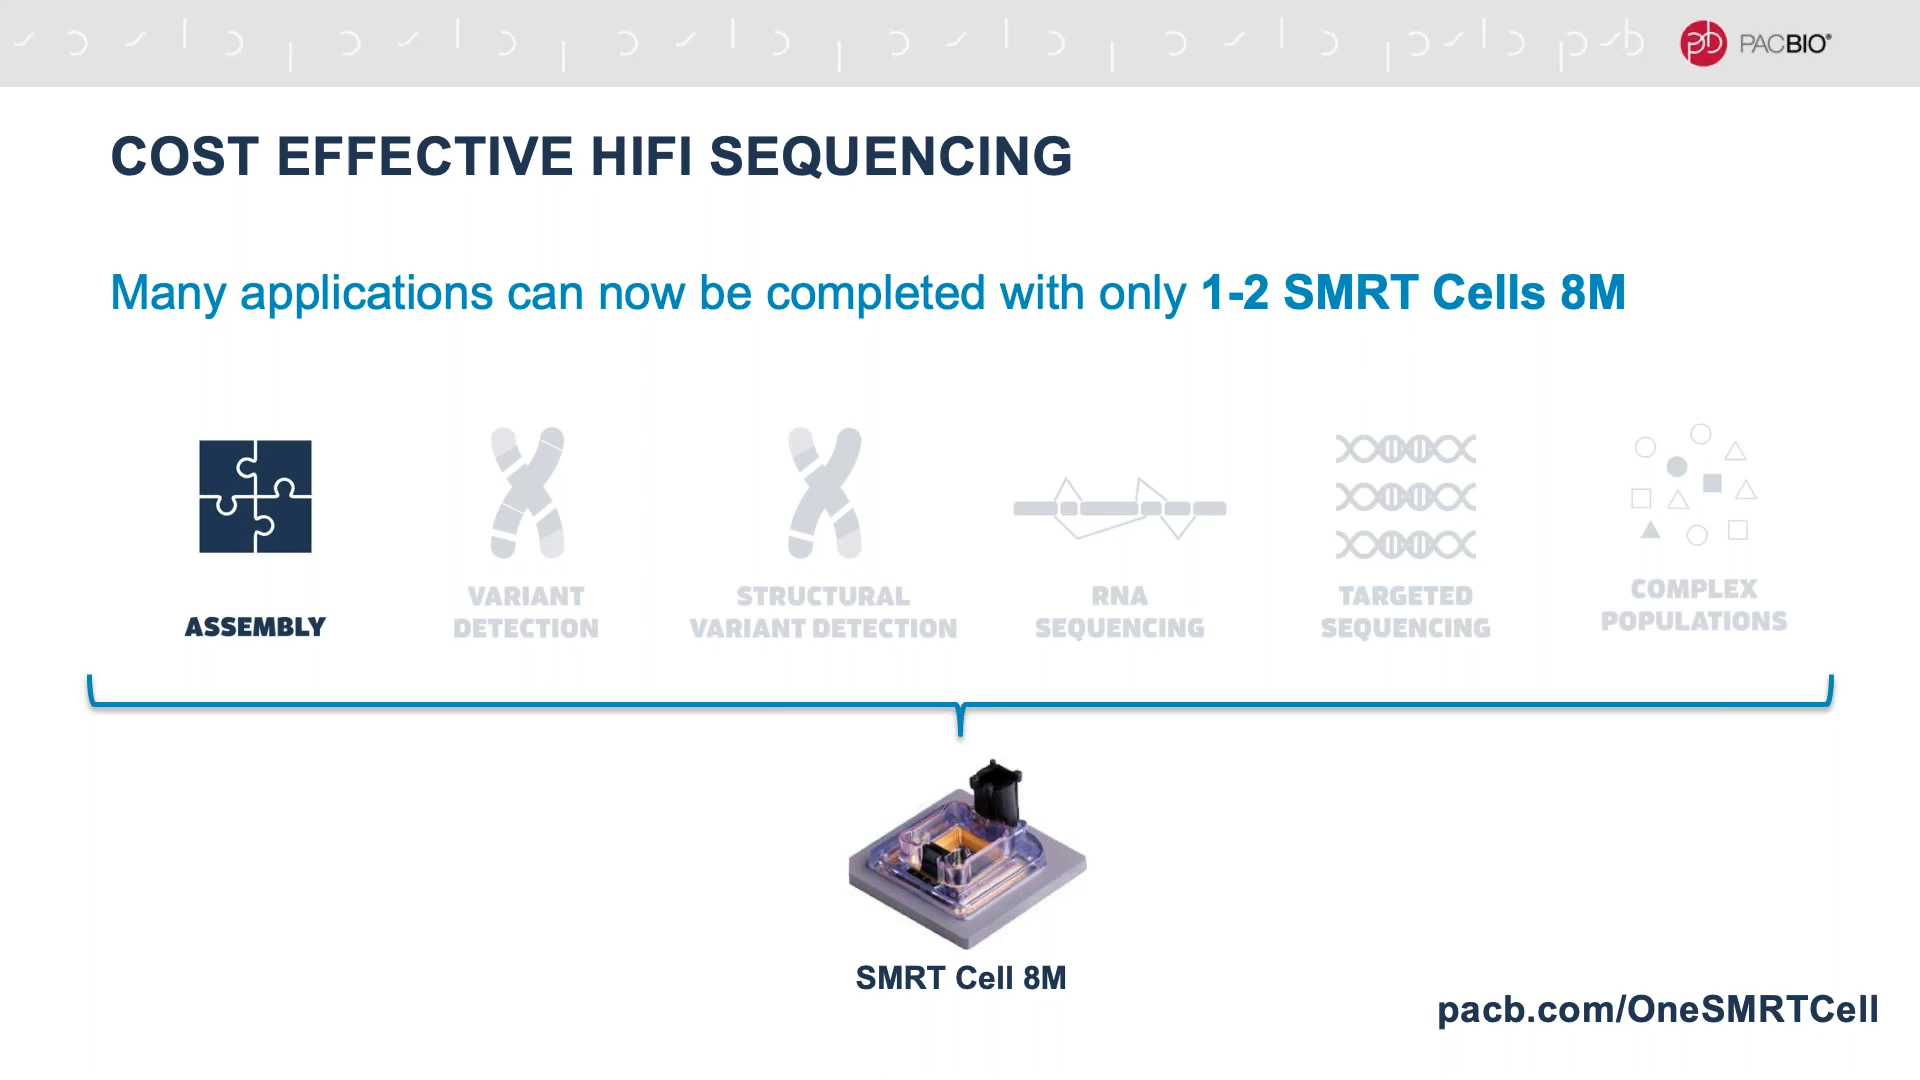 PACBIO®
COST EFFECTIVE HIFI SEQUENCING
Many applications can now be completed with only 1-2 SMRT Cells 8M
ASSEMBLY
VARIANT
DETECTION
STRUCTURAL
VARIANT DETECTION
RNA
SEQUENCING
TARGETED
SEQUENCING
COMPLEX
POPULATIONS
SMRT Cell 8M
pacb.com/OneSMRTCell